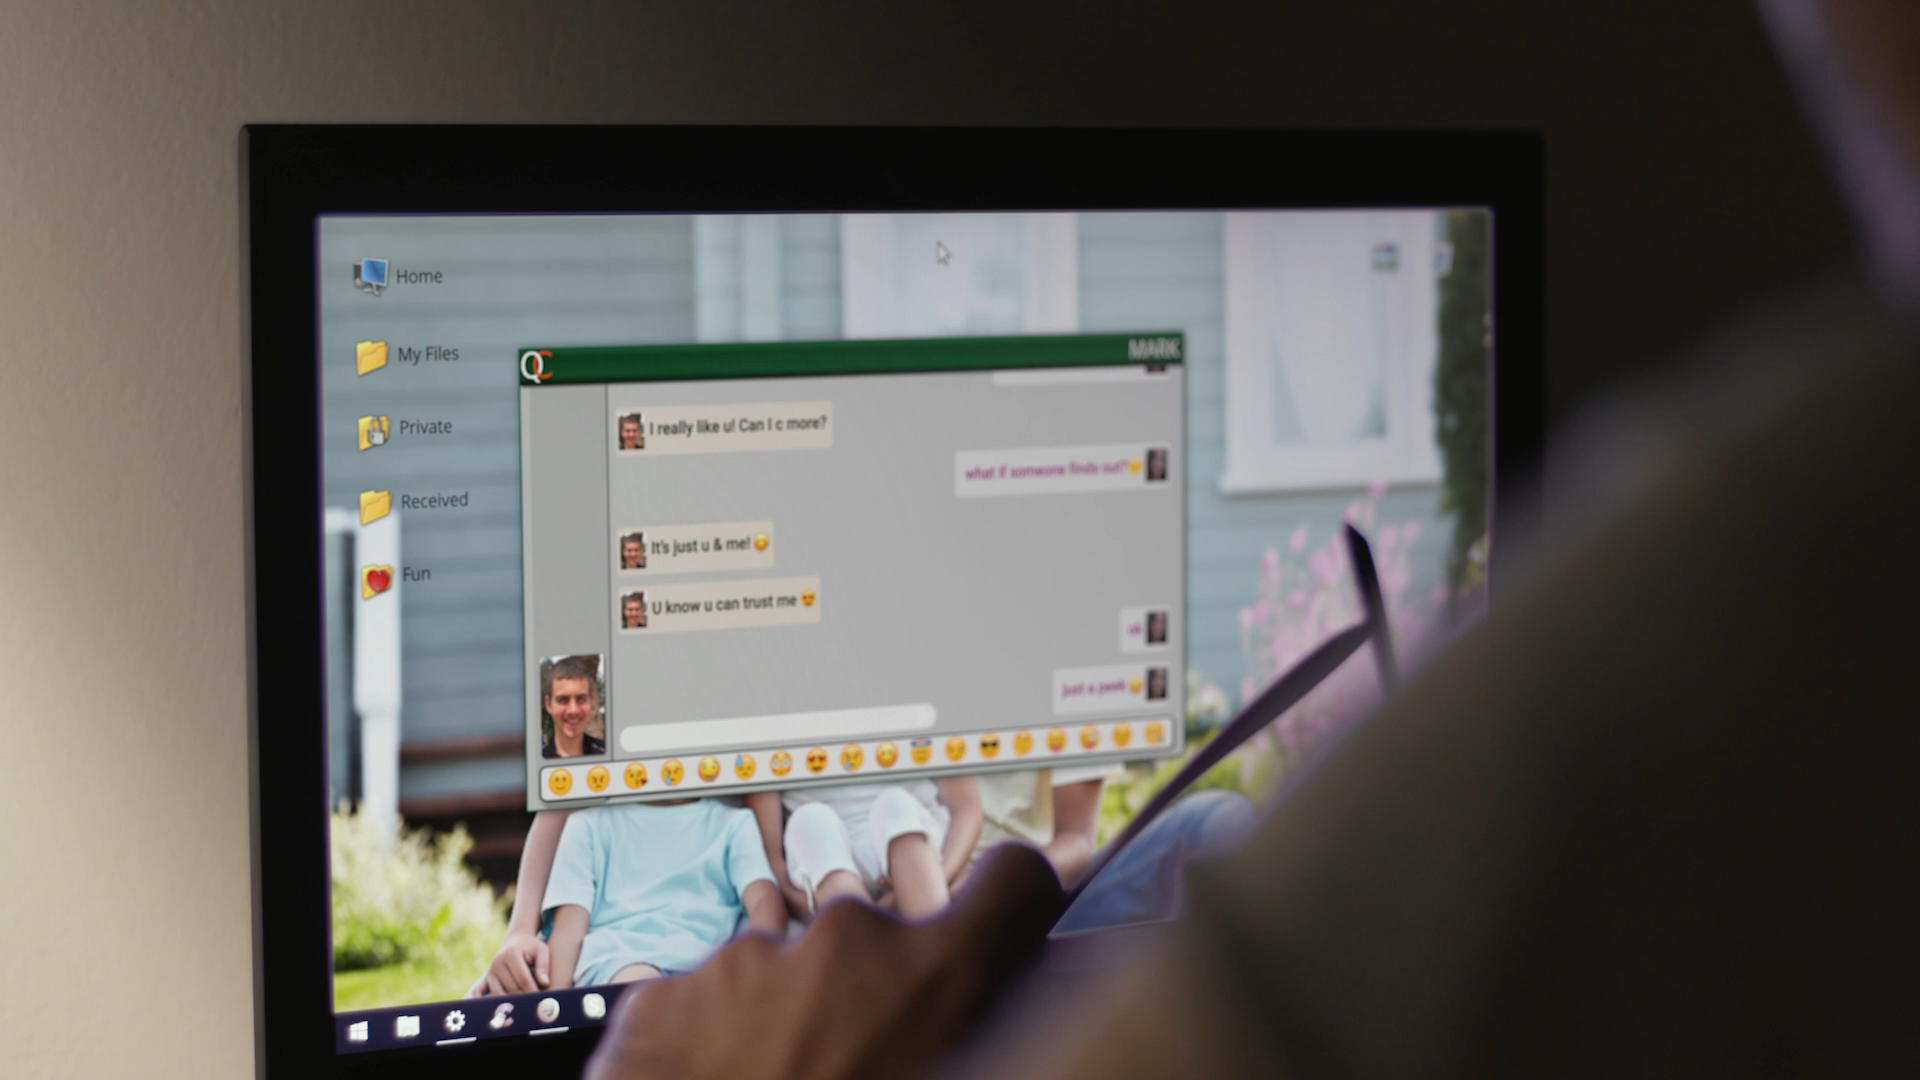 Home
My Files
Private
Received
Fun
QC
MARK
I really like u! Can I c more?
what if someone finds out?😟
It's just u & me! 😊
U know u can trust me 😍
ok
just a peek 😏